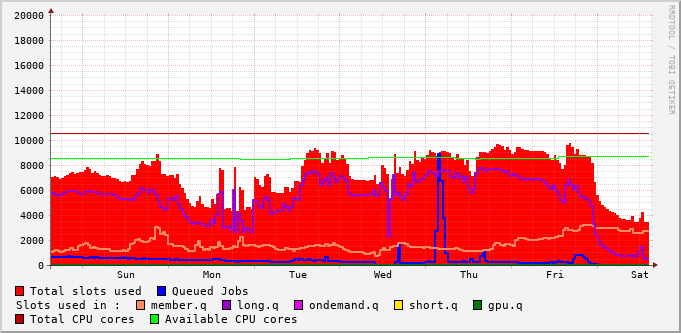 20000
18000
16000
14000
12000
10000
8000
6000
4000
2000
0
Sun Mon Tue Wed Thu Fri Sat
RRDTOOL / TOBI OETIKER
Total slots used Queued Jobs
Slots used in : member.q long.q ondemand.q short.q gpu.q
Total CPU cores Available CPU cores